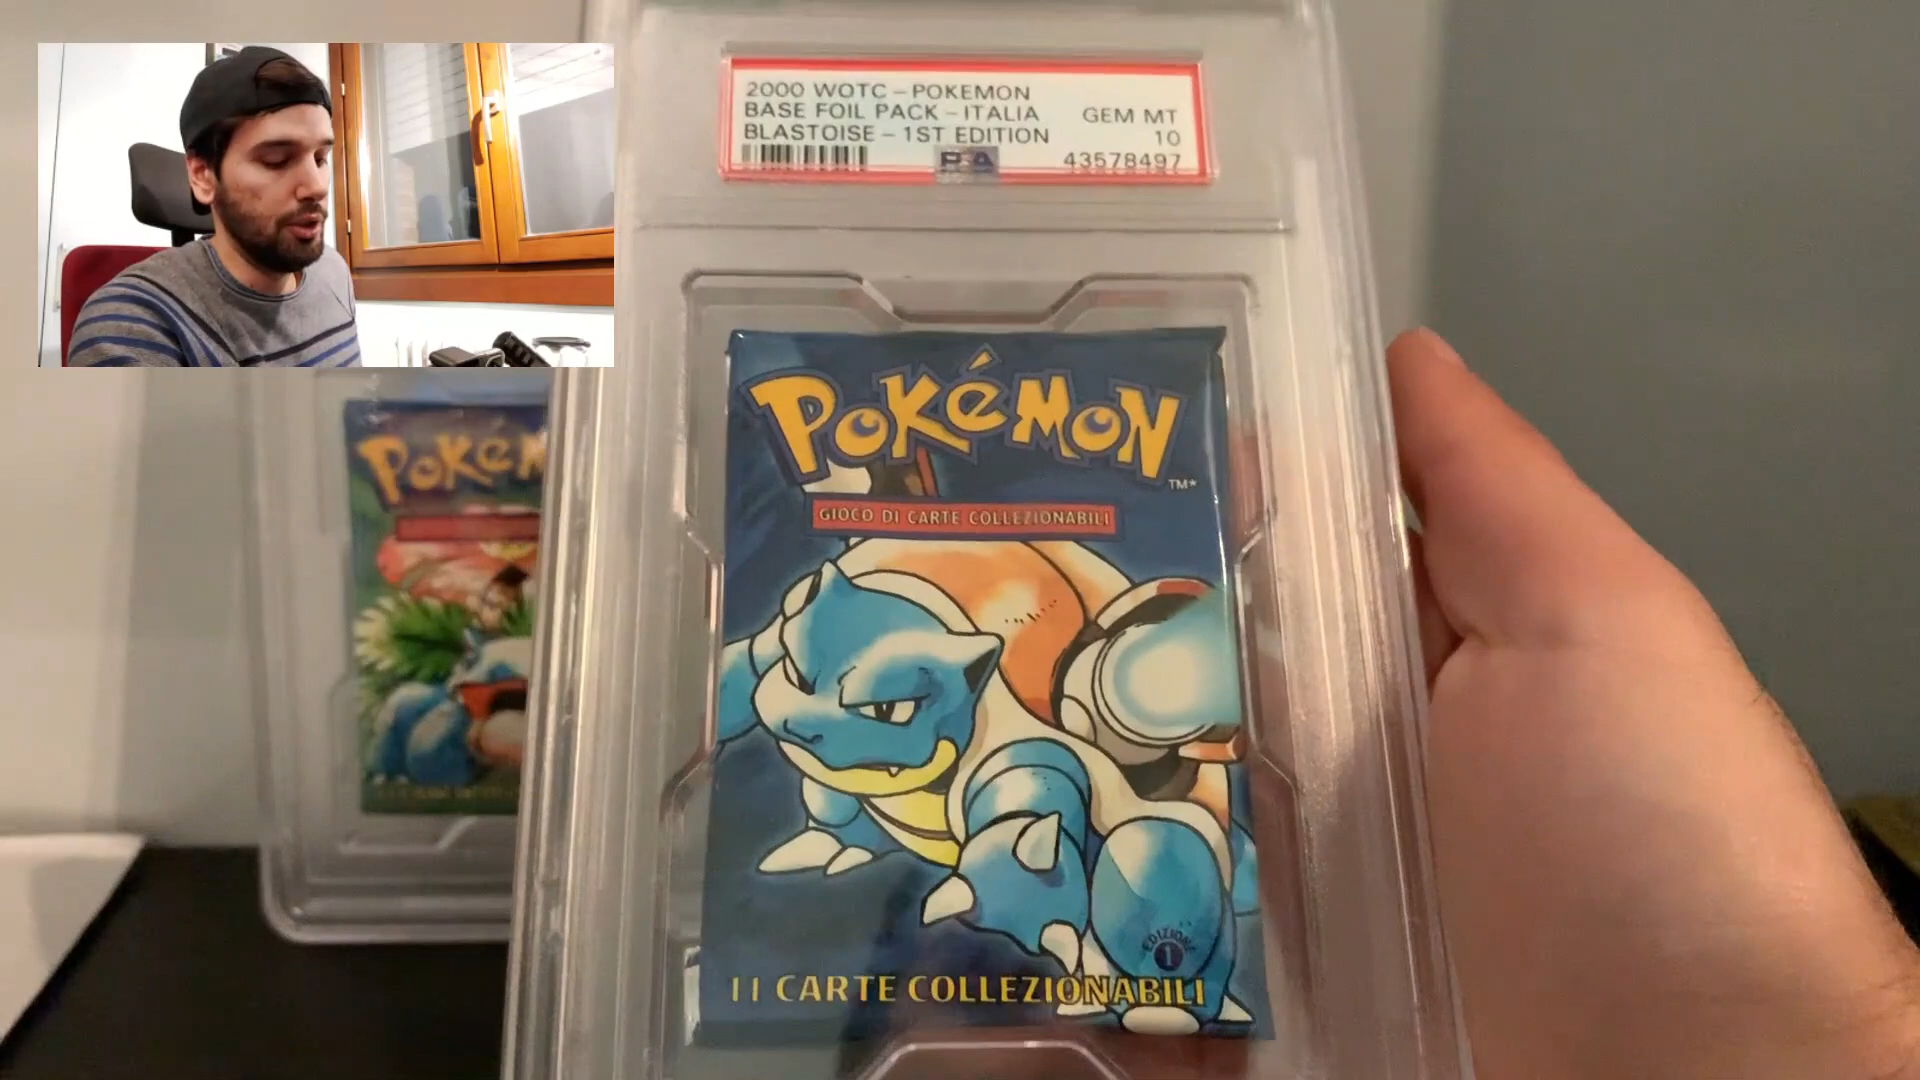 2000 WOTC - POKEMON
BASE FOIL PACK - ITALIA
BLASTOISE - 1ST EDITION
GEM MT
10
PSA
43578497
POKéMON
TM*
GIOCO DI CARTE COLLEZIONABILI
EDIZIONE
1
11 CARTE COLLEZIONABILI
POKéM